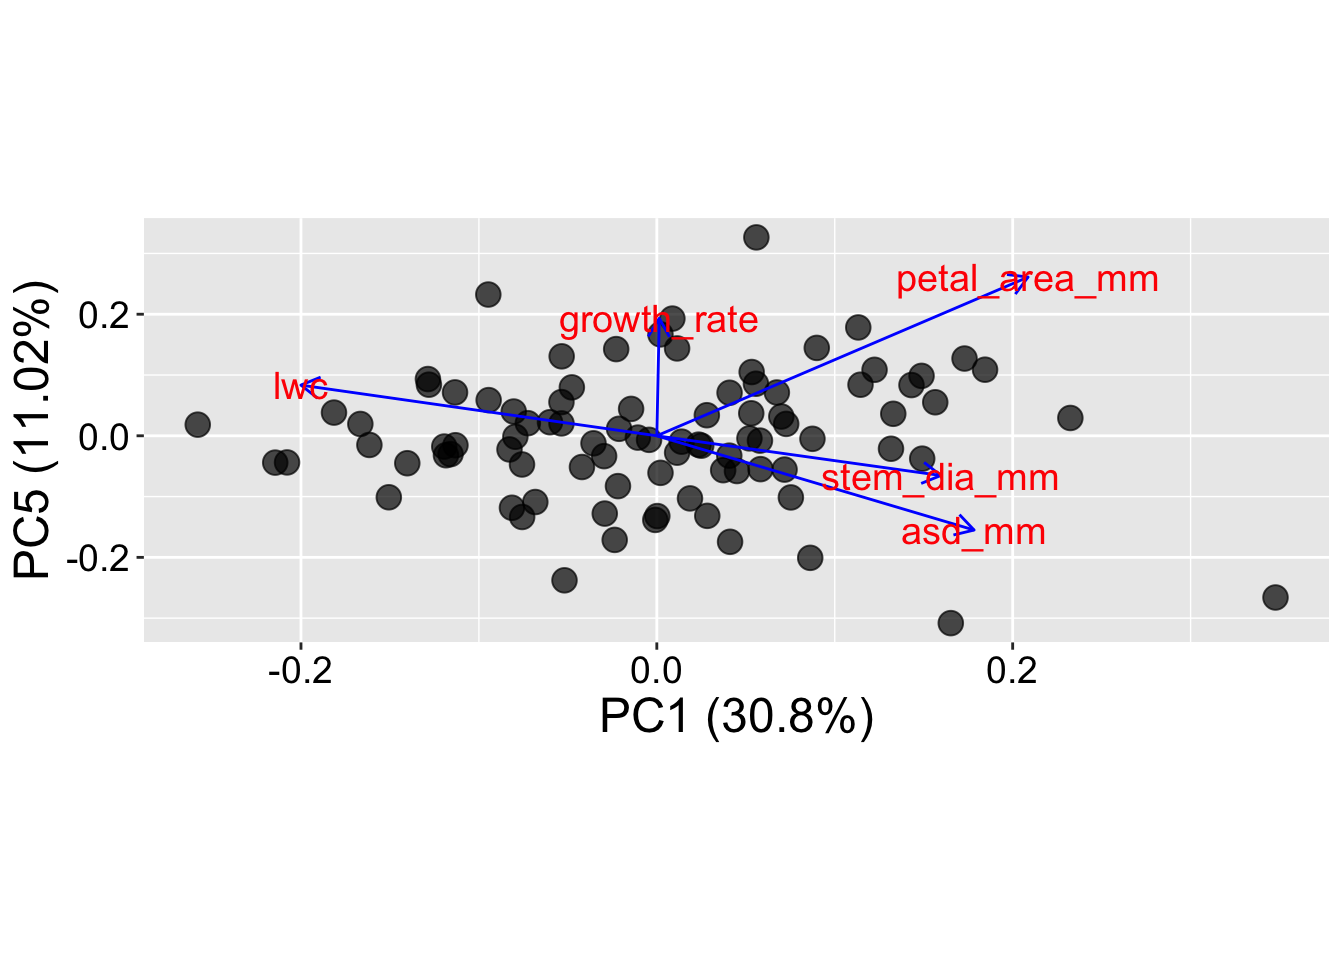 petal_area_mm
growth_rate
lwc
stem_dia_mm
asd_mm
0.2
0.0
-0.2
PC5 (11.02%)
-0.2
0.0
0.2
PC1 (30.8%)